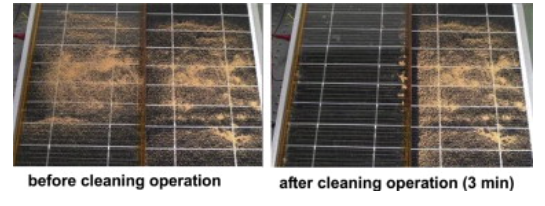 before cleaning operation
after cleaning operation (3 min)